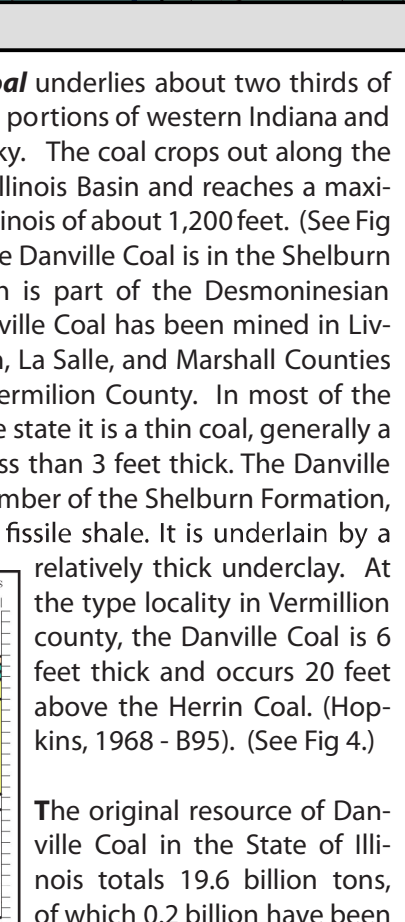 oal underlies about two thirds of
portions of western Indiana and
ky. The coal crops out along the
llinois Basin and reaches a maxi-
inois of about 1,200 feet. (See Fig
e Danville Coal is in the Shelburn
n is part of the Desmoninesian
ville Coal has been mined in Liv-
n, La Salle, and Marshall Counties
ermilion County. In most of the
e state it is a thin coal, generally a
ss than 3 feet thick. The Danville
mber of the Shelburn Formation,
fissile shale. It is underlain by a
relatively thick underclay. At
the type locality in Vermillion
county, the Danville Coal is 6
feet thick and occurs 20 feet
above the Herrin Coal. (Hop-
kins, 1968 - B95). (See Fig 4.)
The original resource of Dan-
ville Coal in the State of Illi-
nois totals 19.6 billion tons,
of which 0.2 billion have been